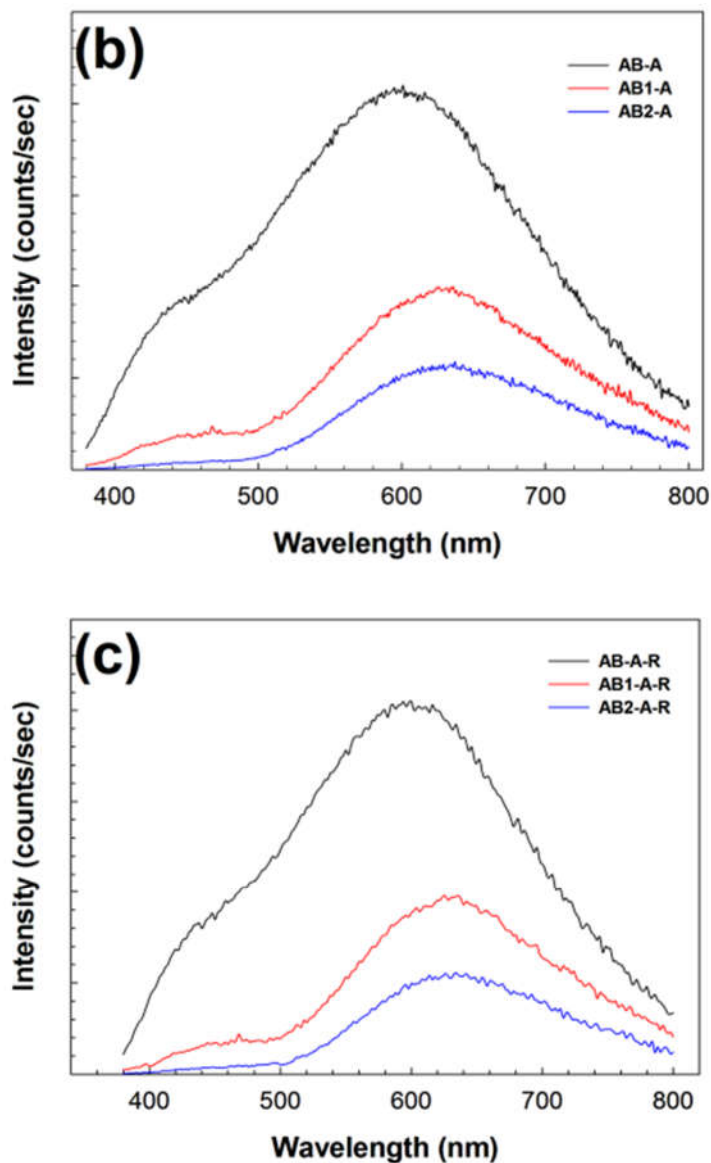 (b)
AB-A
AB1-A
AB2-A
Intensity (counts/sec)
400 500 600 700 800
Wavelength (nm)
(c)
AB-A-R
AB1-A-R
AB2-A-R
Intensity (counts/sec)
400 500 600 700 800
Wavelength (nm)